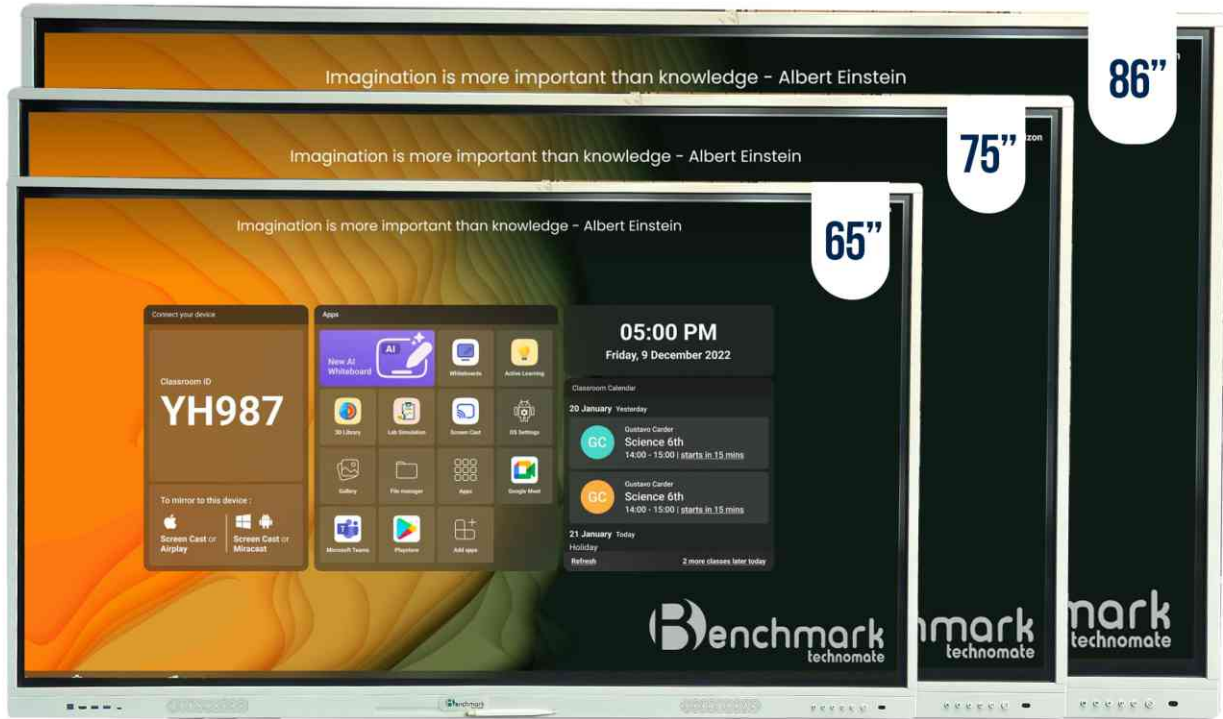 Imagination is more important than knowledge - Albert Einstein
86”
Imagination is more important than knowledge - Albert Einstein
75”
Imagination is more important than knowledge - Albert Einstein
65”
Connect your device
Classroom ID
YH987
To mirror to this device :
Screen Cast or
Airplay
Screen Cast or
Miracast
Apps
New AI
Whiteboard
AI
Whiteboards
Active Learning
3D Library
Lab Simulation
Screen Cast
OS Settings
Gallery
File manager
Apps
Google Meet
Microsoft Teams
Playstore
Add apps
05:00 PM
Friday, 9 December 2022
Classroom Calendar
20 January Yesterday
GC
Gustavo Carder
Science 6th
14:00 - 15:00 | starts in 15 mins
GC
Gustavo Carder
Science 6th
14:00 - 15:00 | starts in 15 mins
21 January Today
Holiday
Refresh
2 more classes later today
Benchmark
technomate
mark
technomate
mark
technomate
Benchmark